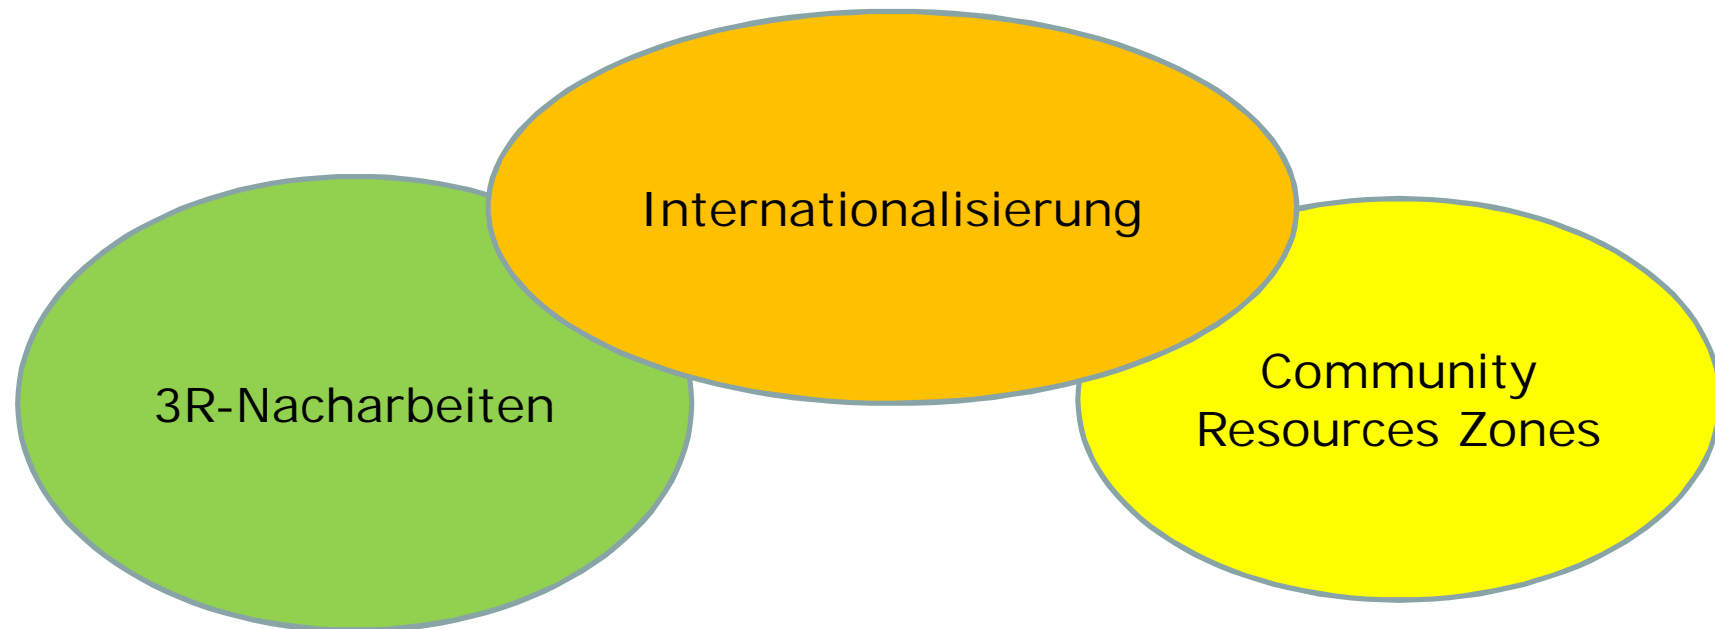 Internationalisierung
3R-Nacharbeiten
Community
Resources Zones